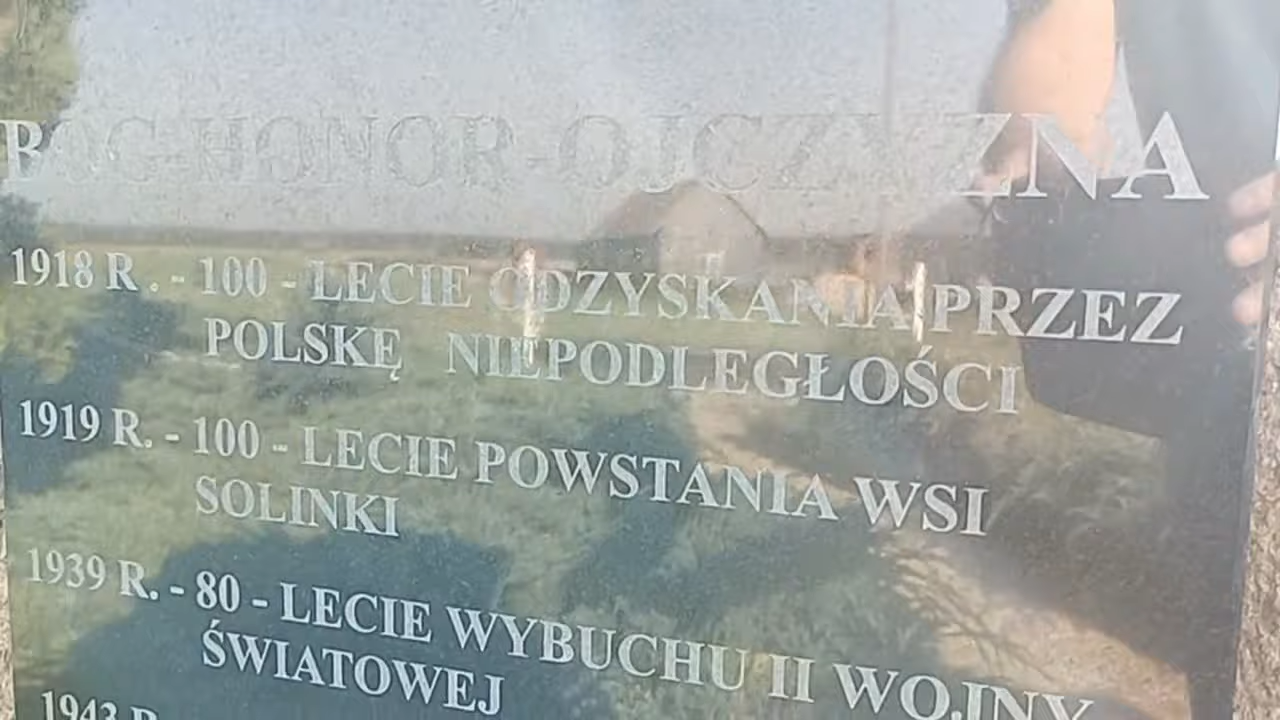 BÓG-HONOR-OJCZYZNA
1918 R. - 100 - LECIE ODZYSKANIA PRZEZ
POLSKĘ NIEPODLEGŁOŚCI
1919 R. - 100 - LECIE POWSTANIA WSI
SOLINKI
1939 R. - 80 - LECIE WYBUCHU II WOJNY
ŚWIATOWEJ
1943 R